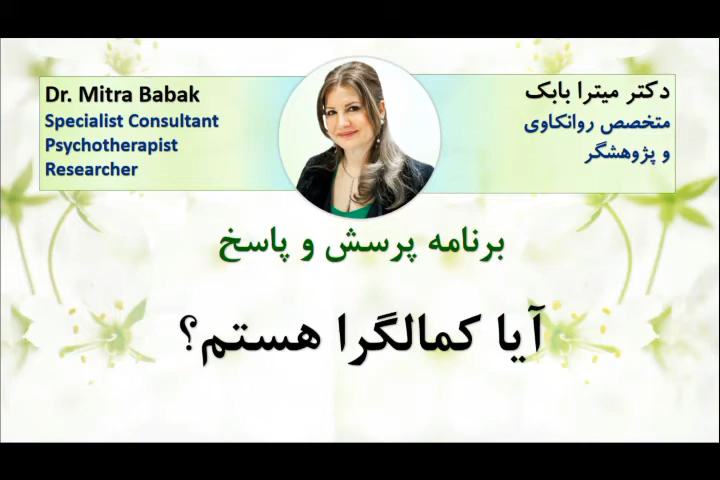 Dr. Mitra Babak
Specialist Consultant
Psychotherapist
Researcher
دکتر میترا بابک
متخصص روانکاوی
و پژوهشگر
برنامه پرسش و پاسخ
آیا کمالگرا هستم؟